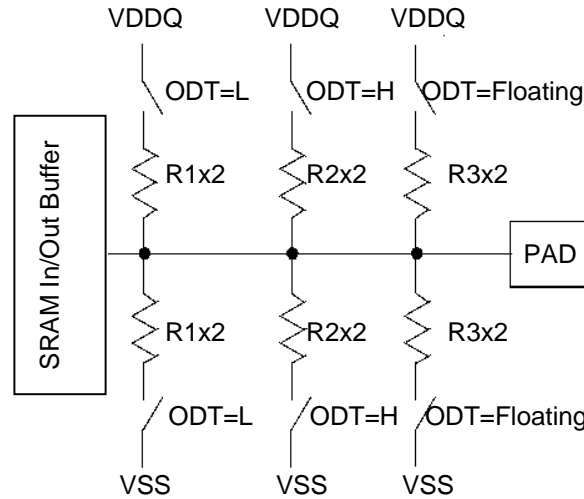 VDDQ VDDQ VDDQ
ODT=L ODT=H ODT=Floating
R1x2 R2x2 R3x2
SRAM In/Out Buffer
PAD
R1x2 R2x2 R3x2
ODT=L ODT=H ODT=Floating
VSS VSS VSS